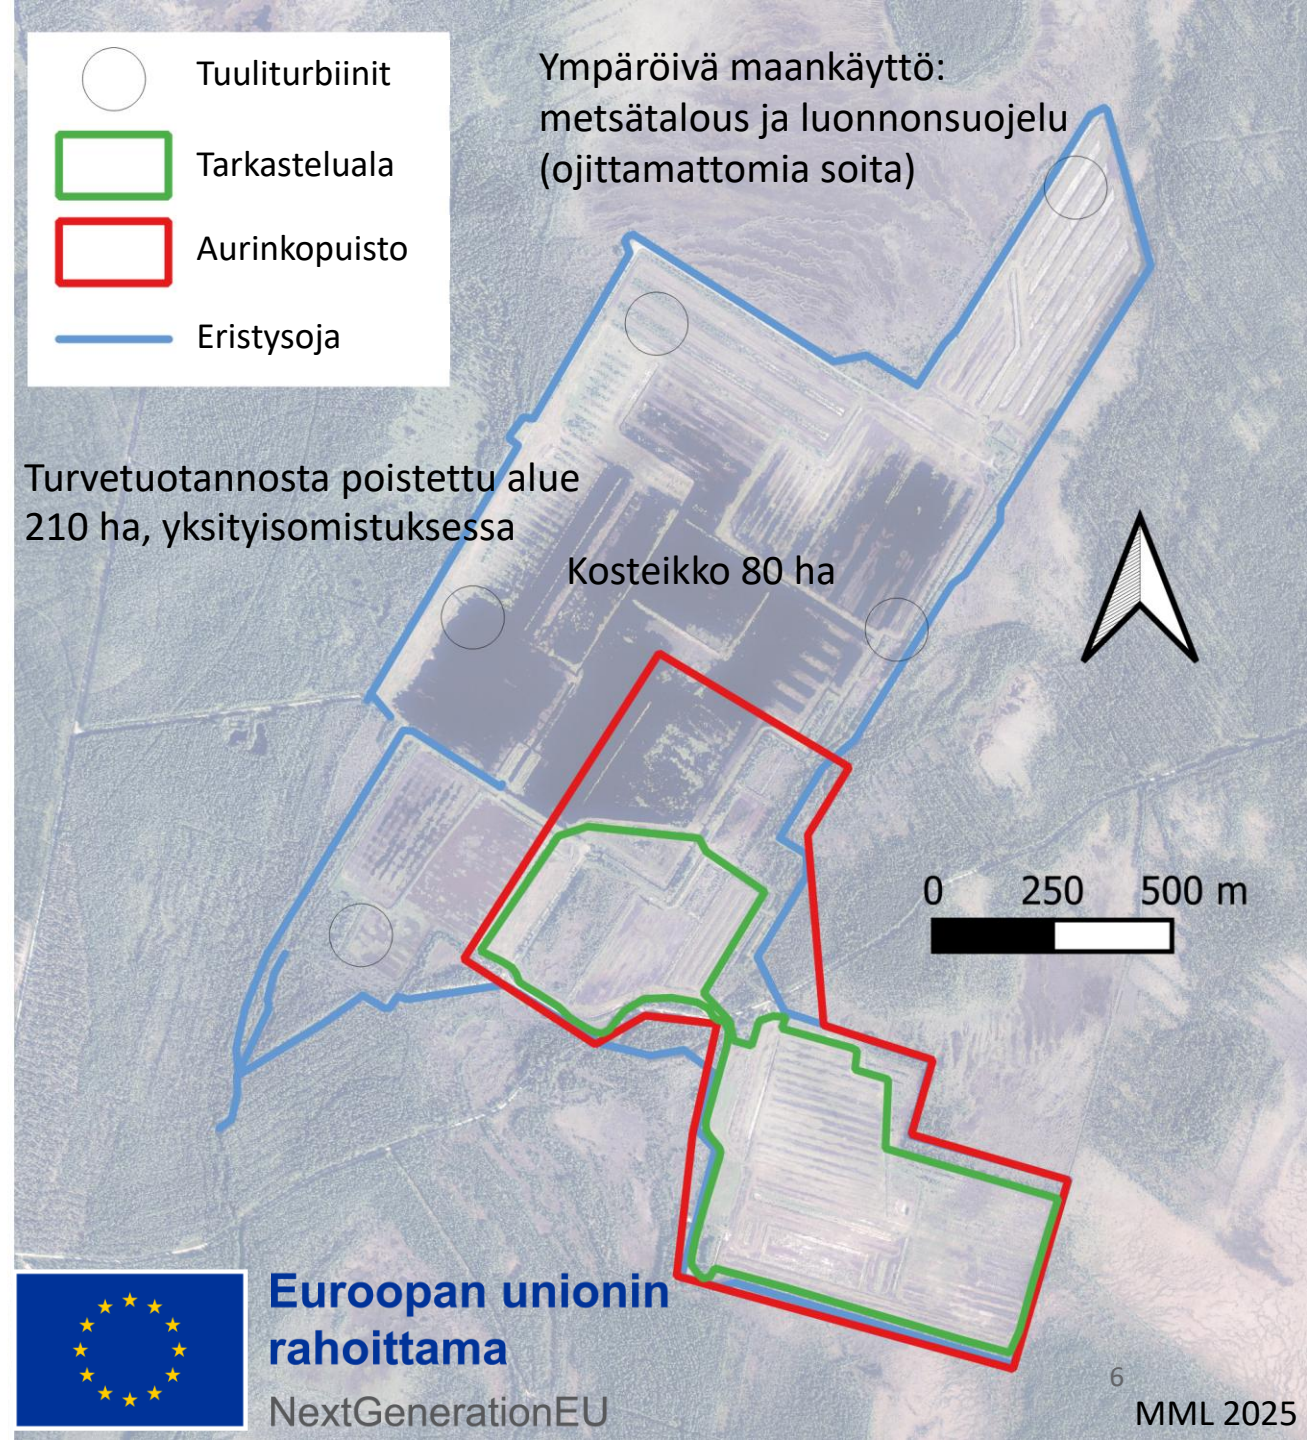 Tuuliturbiinit
Tarkasteluala
Aurinkopuisto
Eristysoja
Ympäröivä maankäyttö:
metsätalous ja luonnonsuojelu
(ojittamattomia soita)
Turvetuotannosta poistettu alue
210 ha, yksityisomistuksessa
Kosteikko 80 ha
0 250 500 m
Euroopan unionin
rahoittama
NextGenerationEU
6
MML 2025